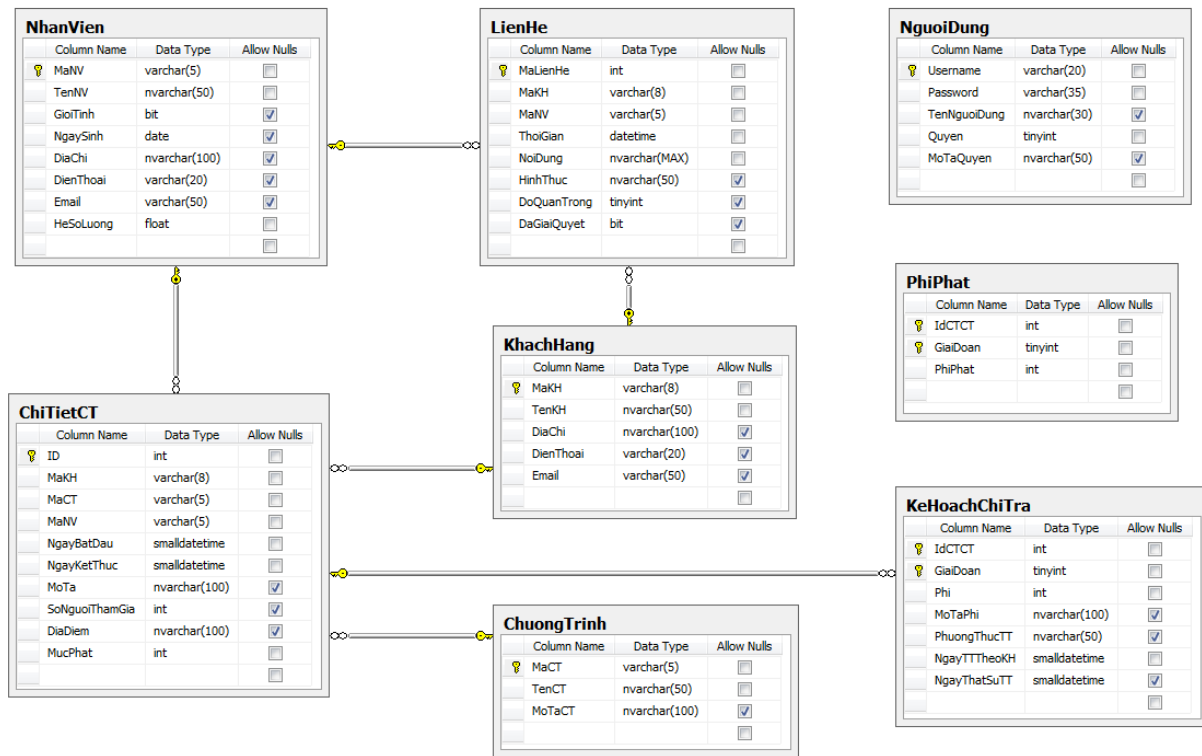 NhanVien
Column Name Data Type Allow Nulls
MaNV varchar(5)
TenNV nvarchar(50)
GioiTinh bit
NgaySinh date
DiaChi nvarchar(100)
DienThoai varchar(20)
Email varchar(50)
HeSoLuong float
LienHe
Column Name Data Type Allow Nulls
MaLienHe int
MaKH varchar(8)
MaNV varchar(5)
ThoiGian datetime
NoiDung nvarchar(MAX)
HinhThuc nvarchar(50)
DoQuanTrong tinyint
DaGiaiQuyet bit
NguoiDung
Column Name Data Type Allow Nulls
Username varchar(20)
Password varchar(35)
TenNguoiDung nvarchar(30)
Quyen tinyint
MoTaQuyen nvarchar(50)
PhiPhat
Column Name Data Type Allow Nulls
IdCTCT int
GiaiDoan tinyint
PhiPhat int
KhachHang
Column Name Data Type Allow Nulls
MaKH varchar(8)
TenKH nvarchar(50)
DiaChi nvarchar(100)
DienThoai varchar(20)
Email varchar(50)
ChiTietCT
Column Name Data Type Allow Nulls
ID int
MaKH varchar(8)
MaCT varchar(5)
MaNV varchar(5)
NgayBatDau smalldatetime
NgayKetThuc smalldatetime
MoTa nvarchar(100)
SoNguoiThamGia int
DiaDiem nvarchar(100)
MucPhat int
KeHoachChiTra
Column Name Data Type Allow Nulls
IdCTCT int
GiaiDoan tinyint
Phi int
MoTaPhi nvarchar(100)
PhuongThucTT nvarchar(50)
NgayTTTheoKH smalldatetime
NgayThatSuTT smalldatetime
ChuongTrinh
Column Name Data Type Allow Nulls
MaCT varchar(5)
TenCT nvarchar(50)
MoTaCT nvarchar(100)